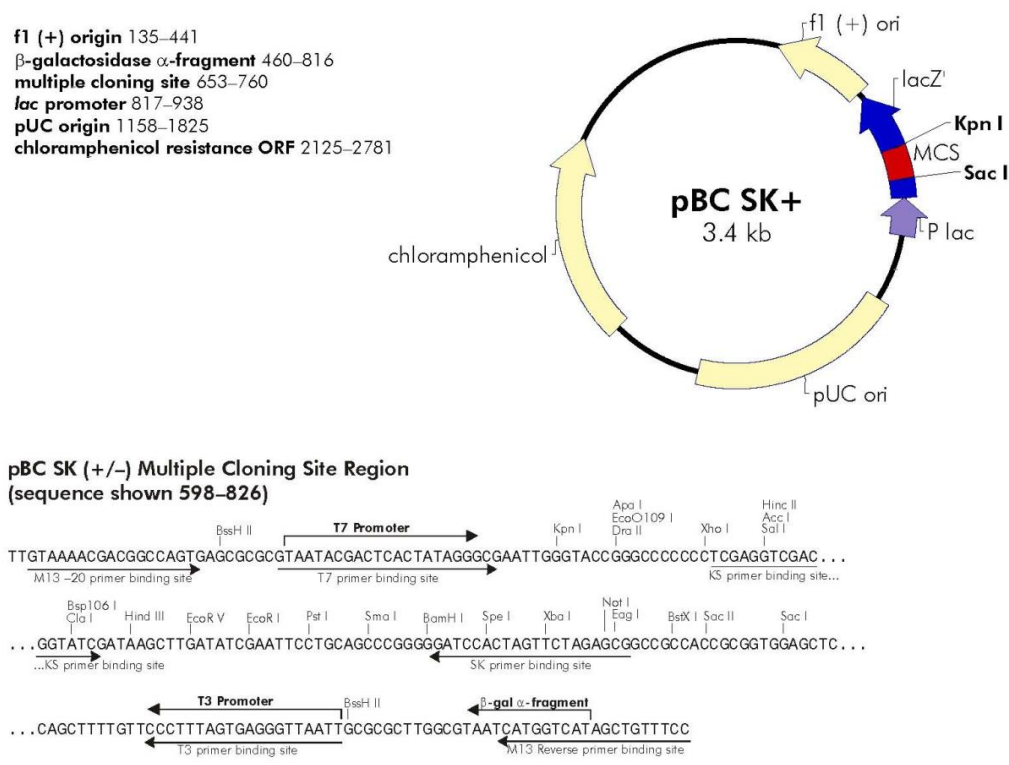 f1 (+) origin 135–441
β-galactosidase α-fragment 460–816
multiple cloning site 653–760
lac promoter 817–938
pUC origin 1158–1825
chloramphenicol resistance ORF 2125–2781
f1 (+) ori
lacZ'
Kpn I
MCS
Sac I
P lac
pBC SK+
3.4 kb
chloramphenicol
pUC ori
pBC SK (+/–) Multiple Cloning Site Region
(sequence shown 598–826)
BssH II
T7 Promoter
Kpn I
Apa I
EcoO109 I
Dra II
Xho I
Hinc II
Acc I
Sal I
TTGTAAAACGACGGCCAGTGAGCGCGCGTAATACGACTCACTATAGGGCGAATTGGGTACCGGGCCCCCCCTCGAGGTCGAC...
M13 –20 primer binding site
T7 primer binding site
KS primer binding site...
Bsp106 I
Cla I
Hind III
EcoR V
EcoR I
Pst I
Sma I
BamH I
Spe I
Xba I
Not I
Eag I
BstX I
Sac II
Sac I
...GGTATCGATAAGCTTGATATCGAATTCCTGCAGCCCGGGGGATCCACTAGTTCTAGAGCGGCCGCCACCGCGGTGGAGCTC...
...KS primer binding site
SK primer binding site
T3 Promoter
BssH II
β-gal α-fragment
...CAGCTTTTGTTCCCTTTAGTGAGGGTTAATTGCGCGCTTGGCGTAATCATGGTCATAGCTGTTTCC
T3 primer binding site
M13 Reverse primer binding site